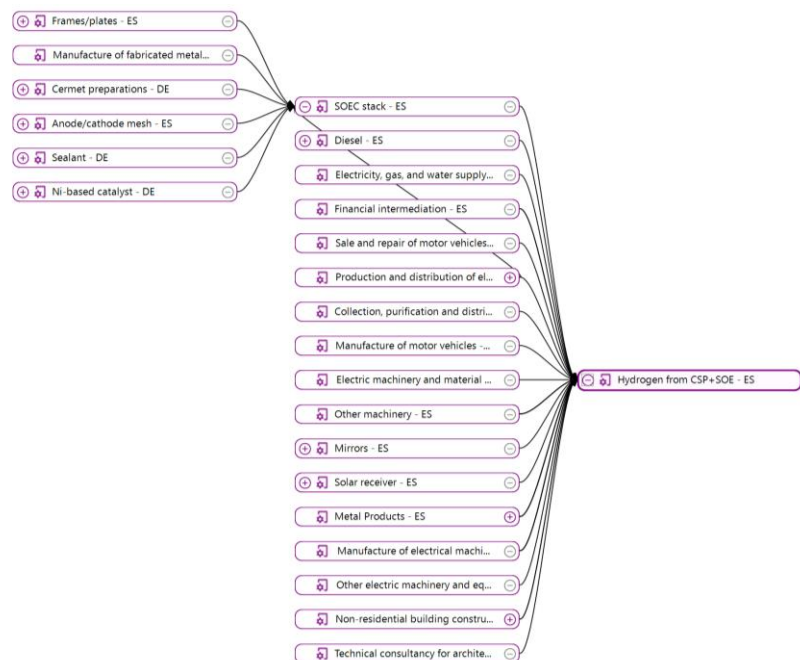 Frames/plates - ES
Manufacture of fabricated metal...
Cermet preparations - DE
Anode/cathode mesh - ES
Sealant - DE
Ni-based catalyst - DE
SOEC stack - ES
Diesel - ES
Electricity, gas, and water supply...
Financial intermediation - ES
Sale and repair of motor vehicles...
Production and distribution of el...
Collection, purification and distri...
Manufacture of motor vehicles -...
Electric machinery and material ...
Other machinery - ES
Mirrors - ES
Solar receiver - ES
Metal Products - ES
Manufacture of electrical machi...
Other electric machinery and eq...
Non-residential building constru...
Technical consultancy for archite...
Hydrogen from CSP+SOE - ES